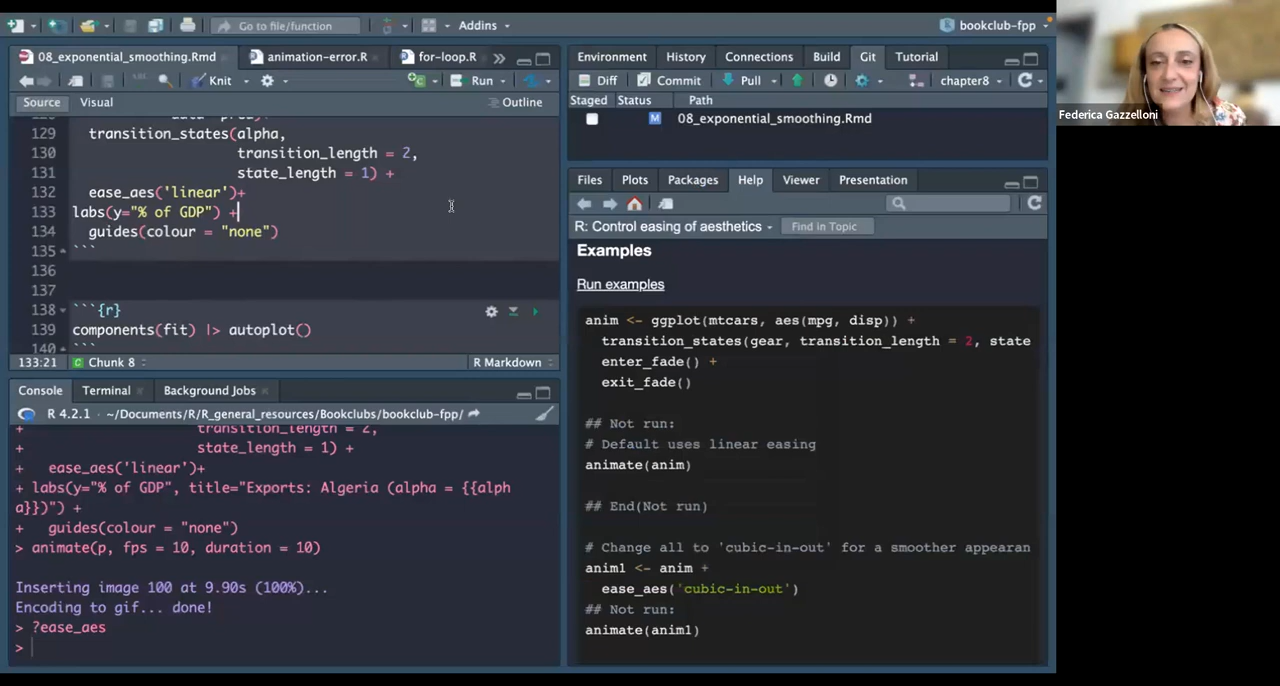 Go to file/function
Addins
bookclub-fpp
08_exponential_smoothing.Rmd
animation-error.R
for-loop.R
Knit
Run
Source
Visual
Outline
129 transition_states(alpha,
130 transition_length = 2,
131 state_length = 1) +
132 ease_aes('linear')+
133 labs(y="% of GDP") +
134 guides(colour = "none")
135 ```
136
137
138 ```{r}
139 components(fit) |> autoplot()
140 ```
133:21
Chunk 8
R Markdown
Console
Terminal
Background Jobs
R 4.2.1 · ~/Documents/R/R_general_resources/Bookclubs/bookclub-fpp/
+ transition_length = 2,
+ state_length = 1) +
+ ease_aes('linear')+
+ labs(y="% of GDP", title="Exports: Algeria (alpha = {{alph
a}})") +
+ guides(colour = "none")
> animate(p, fps = 10, duration = 10)
Inserting image 100 at 9.90s (100%)...
Encoding to gif... done!
> ?ease_aes
>
Environment
History
Connections
Build
Git
Tutorial
Diff
Commit
Pull
chapter8
Staged
Status
Path
M
08_exponential_smoothing.Rmd
Files
Plots
Packages
Help
Viewer
Presentation
R: Control easing of aesthetics
Find in Topic
Examples
Run examples
anim <- ggplot(mtcars, aes(mpg, disp)) +
transition_states(gear, transition_length = 2, state
enter_fade() +
exit_fade()
## Not run:
# Default uses linear easing
animate(anim)
## End(Not run)
# Change all to 'cubic-in-out' for a smoother appearan
anim1 <- anim +
ease_aes('cubic-in-out')
## Not run:
animate(anim1)
Federica Gazzelloni